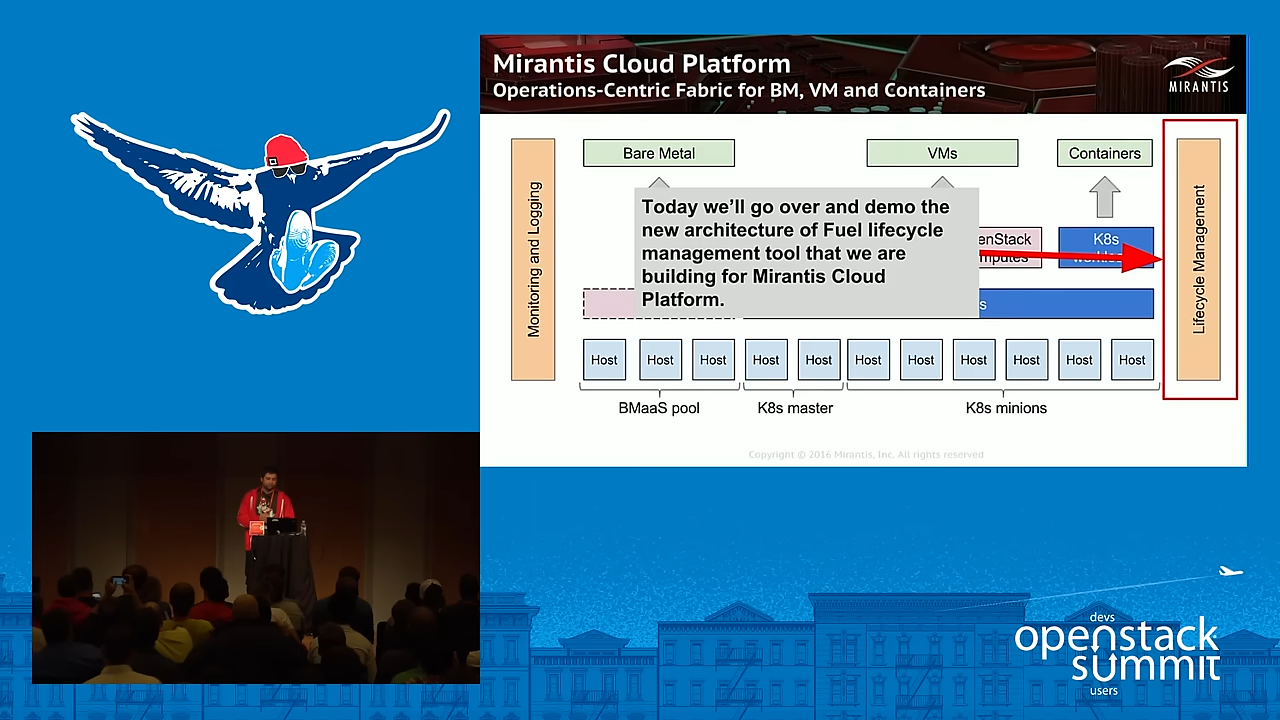 Mirantis Cloud Platform
Operations-Centric Fabric for BM, VM and Containers
MIRANTIS
Monitoring and Logging
Bare Metal
VMs
Containers
Today we'll go over and demo the
new architecture of Fuel lifecycle
management tool that we are
building for Mirantis Cloud
Platform.
K8s
Lifecycle Management
Host
Host
Host
Host
Host
Host
Host
Host
Host
Host
Host
BMaaS pool
K8s master
K8s minions
Copyright © 2016 Mirantis, Inc. All rights reserved
devs
openstack
summit
users